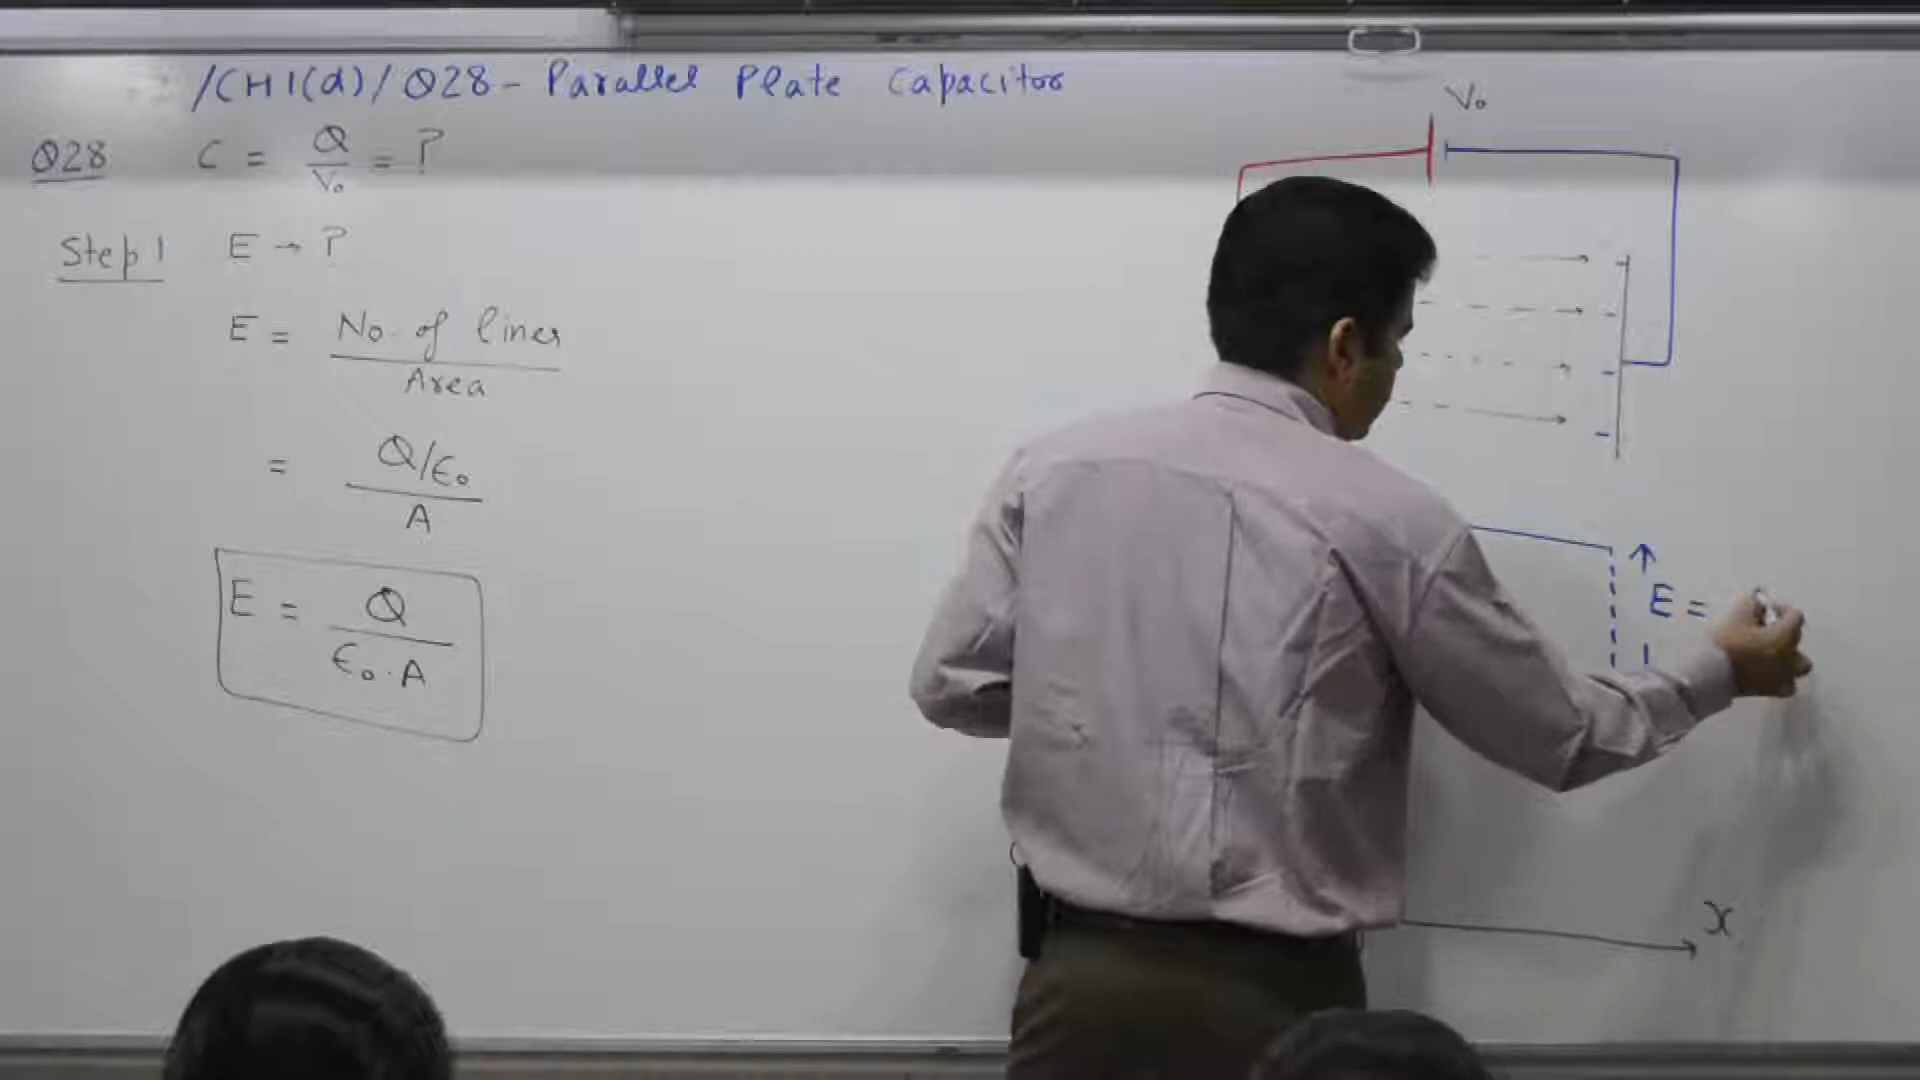 /CH1(d)/Q28 - Parallel Plate Capacitor
Q28 C = Q/V₀ = ?
Step 1 E → ?
E = No. of lines / Area
= Q/ϵ₀ / A
E = Q / ϵ₀.A
V₀
E =
x